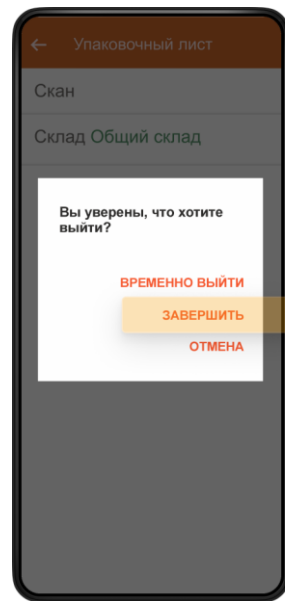 Упаковочный лист
Скан
Склад Общий склад
Вы уверены, что хотите
выйти?
ВРЕМЕННО ВЫЙТИ
ЗАВЕРШИТЬ
ОТМЕНА